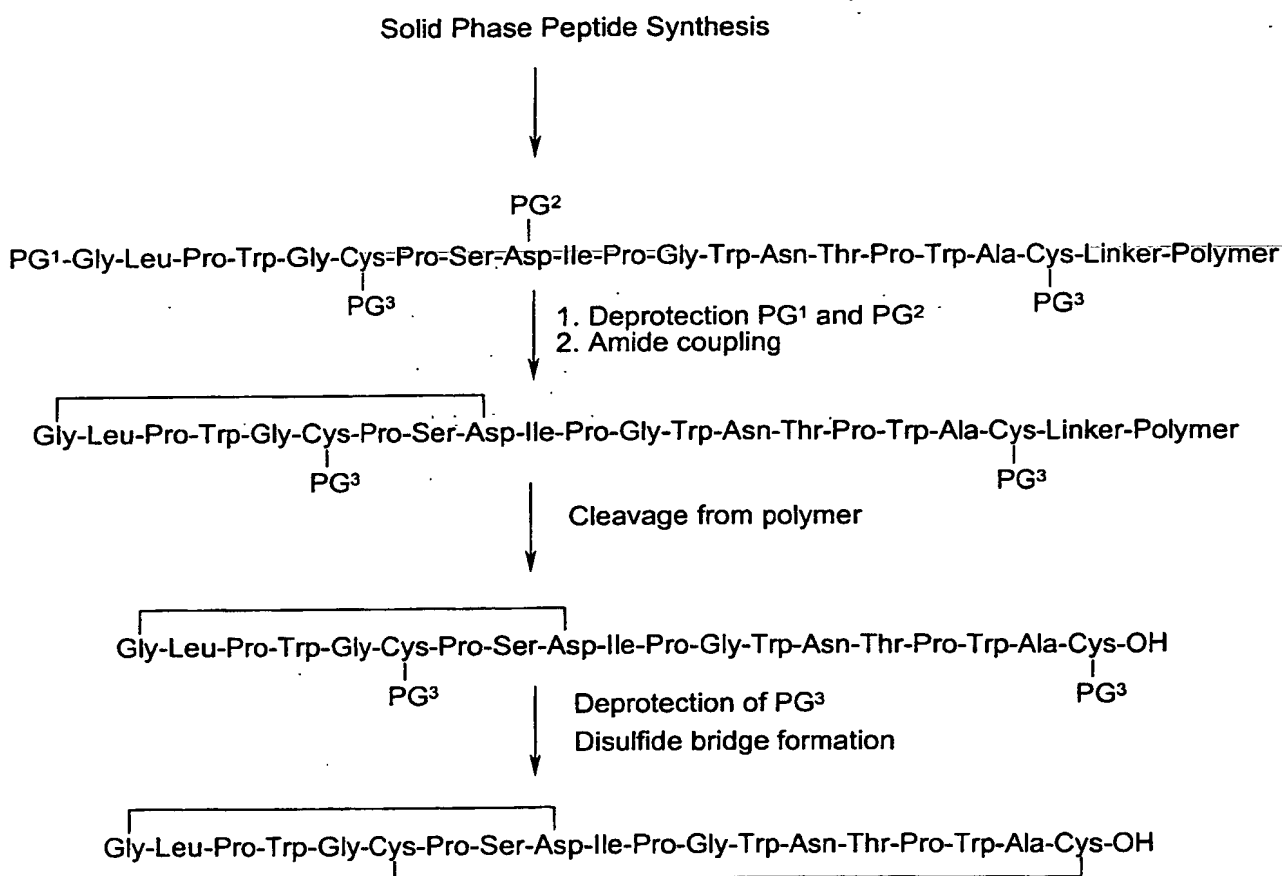 Solid Phase Peptide Synthesis
PG²
PG¹-Gly-Leu-Pro-Trp-Gly-Cys-Pro-Ser-Asp-Ile-Pro-Gly-Trp-Asn-Thr-Pro-Trp-Ala-Cys-Linker-Polymer
PG³ PG³
1. Deprotection PG¹ and PG²
2. Amide coupling
Gly-Leu-Pro-Trp-Gly-Cys-Pro-Ser-Asp-Ile-Pro-Gly-Trp-Asn-Thr-Pro-Trp-Ala-Cys-Linker-Polymer
PG³ PG³
Cleavage from polymer
Gly-Leu-Pro-Trp-Gly-Cys-Pro-Ser-Asp-Ile-Pro-Gly-Trp-Asn-Thr-Pro-Trp-Ala-Cys-OH
PG³ PG³
Deprotection of PG³
Disulfide bridge formation
Gly-Leu-Pro-Trp-Gly-Cys-Pro-Ser-Asp-Ile-Pro-Gly-Trp-Asn-Thr-Pro-Trp-Ala-Cys-OH